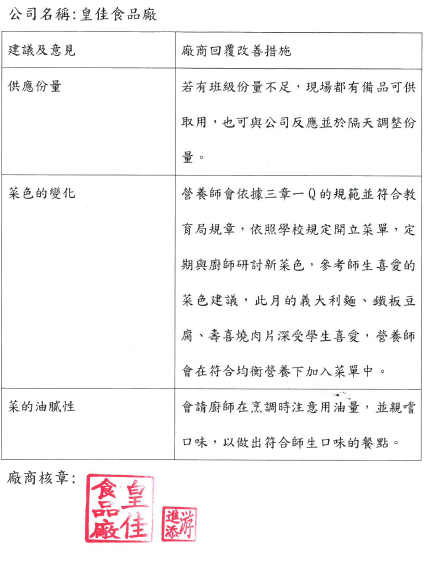 公司名稱:皇佳食品廠
建議及意見
廠商回覆改善措施
供應份量
若有班級份量不足，現場都有備品可供
取用，也可與公司反應並於隔天調整份
量。
菜色的變化
營養師會依據三章一Q的規範並符合教
育局規章，依照學校規定開立菜單，定
期與廚師研討新菜色，參考師生喜愛的
菜色建議，此月的義大利麵、鐵板豆
腐、壽喜燒肉片深受學生喜愛，營養師
會在符合均衡營養下加入菜單中。
菜的油膩性
會請廚師在烹調時注意用油量，並親嚐
口味，以做出符合師生口味的餐點。
廠商核章:
皇佳
食品廠
游
進添